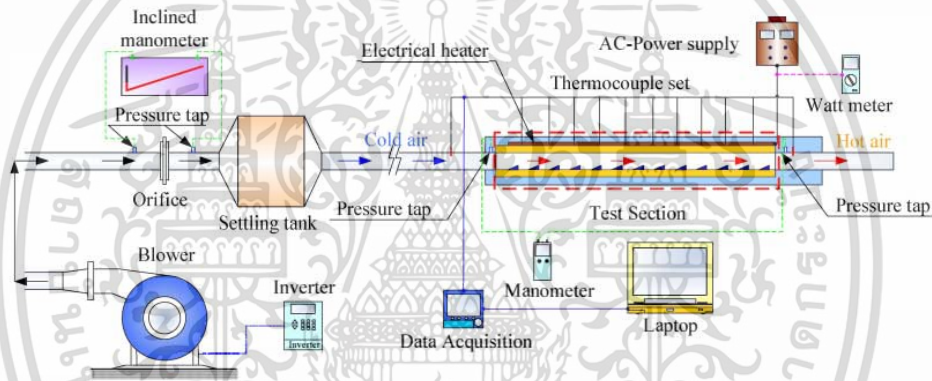 Inclined
manometer
Pressure tap
Orifice
Settling tank
Blower
Inverter
Inverter
Cold air
Electrical heater
Thermocouple set
AC-Power supply
Watt meter
Hot air
Pressure tap
Test Section
Pressure tap
Manometer
Data Acquisition
Laptop